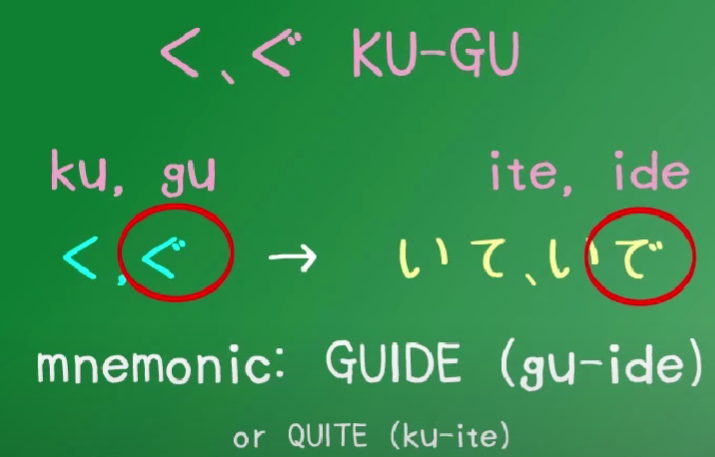 く、ぐ KU-GU
ku, gu ite, ide
く,ぐ → いて、いで
mnemonic: GUIDE (gu-ide)
or QUITE (ku-ite)